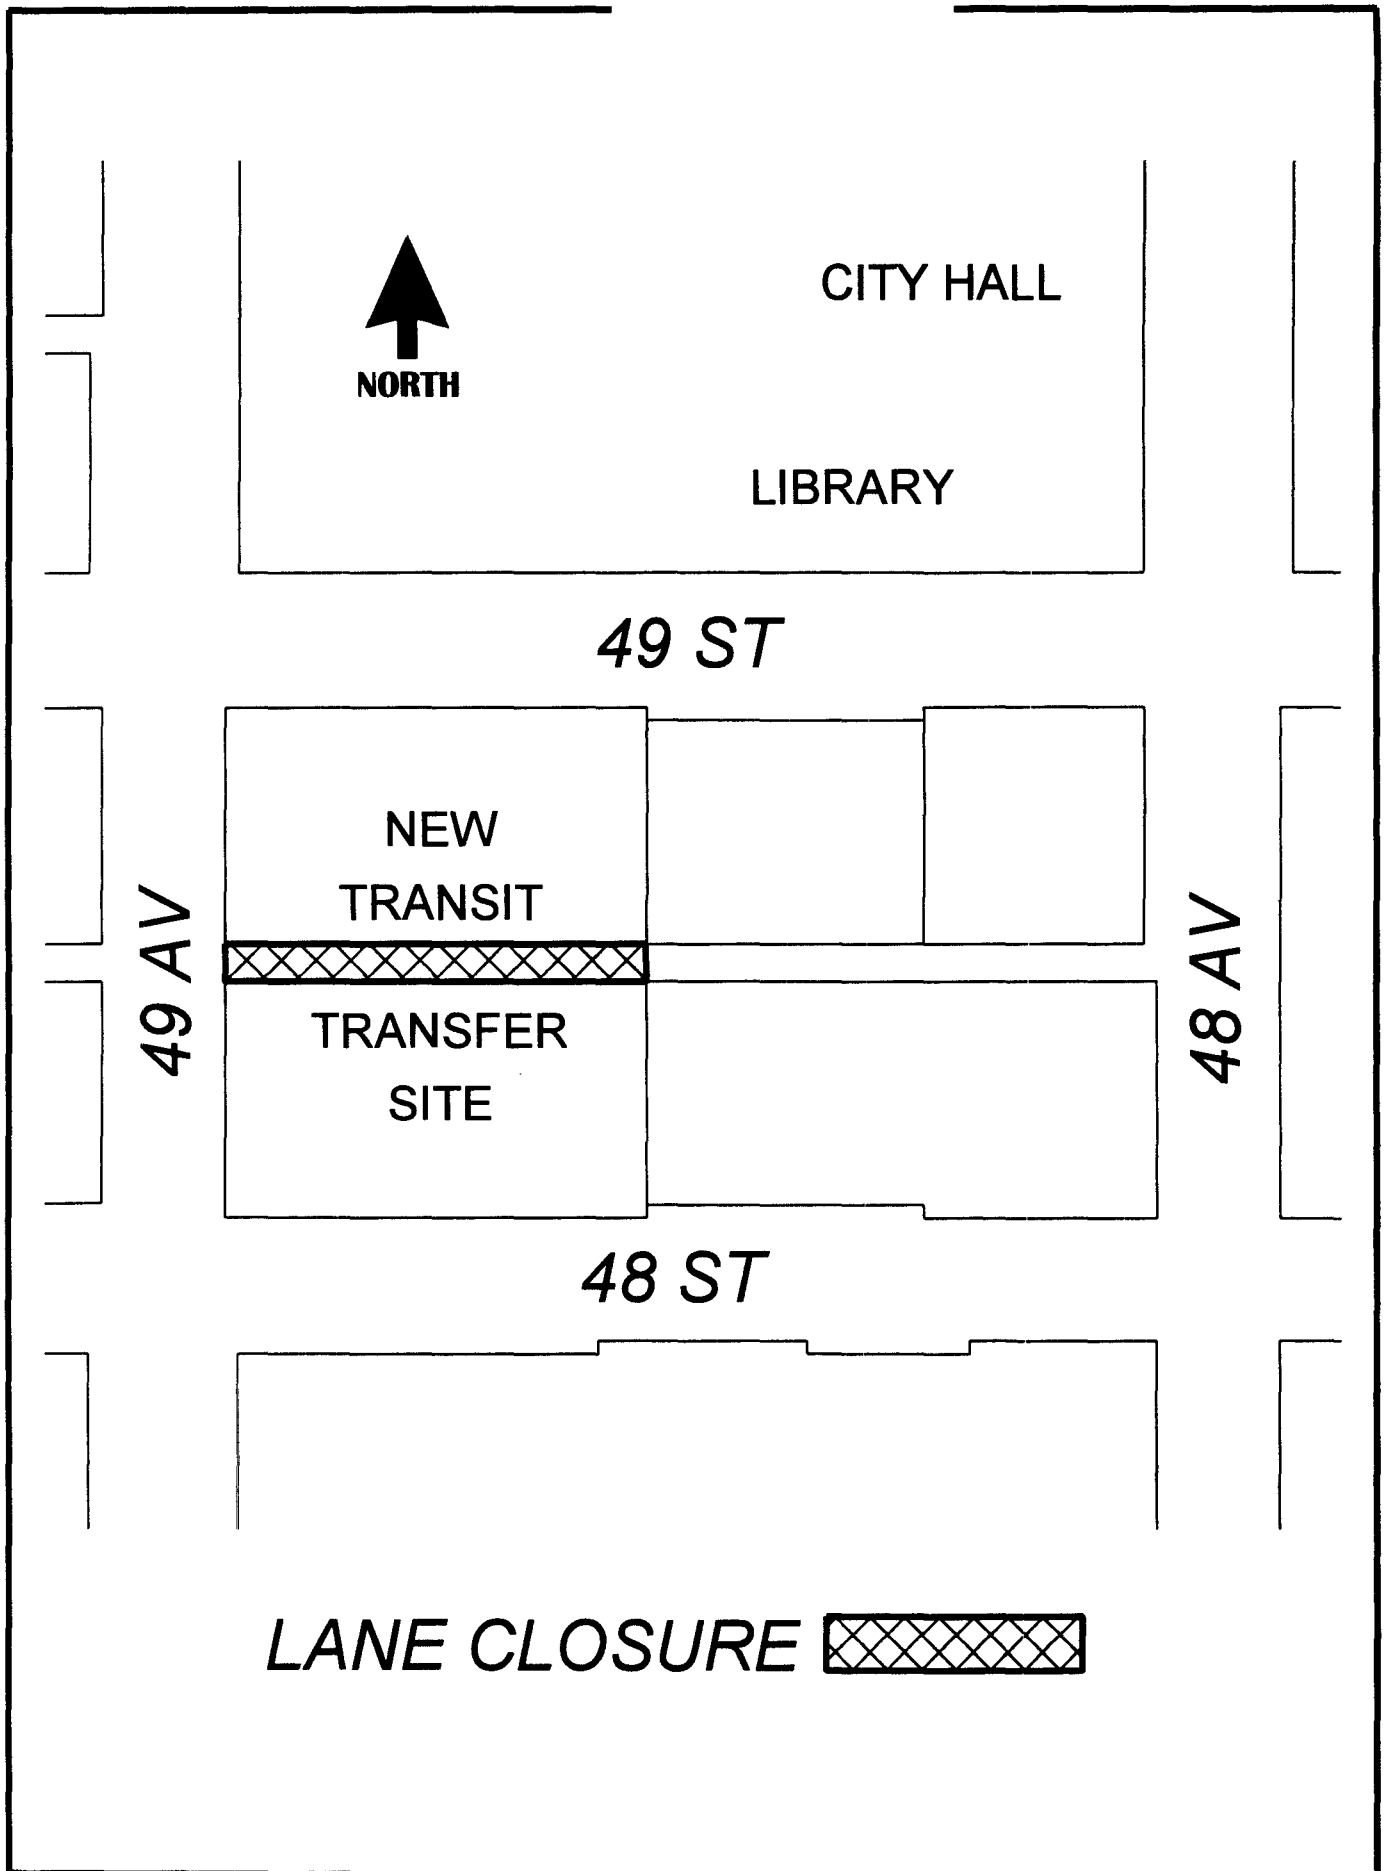 CITY HALL
NORTH
LIBRARY
49 ST
NEW
TRANSIT
49 AV
48 AV
TRANSFER
SITE
48 ST
LANE CLOSURE